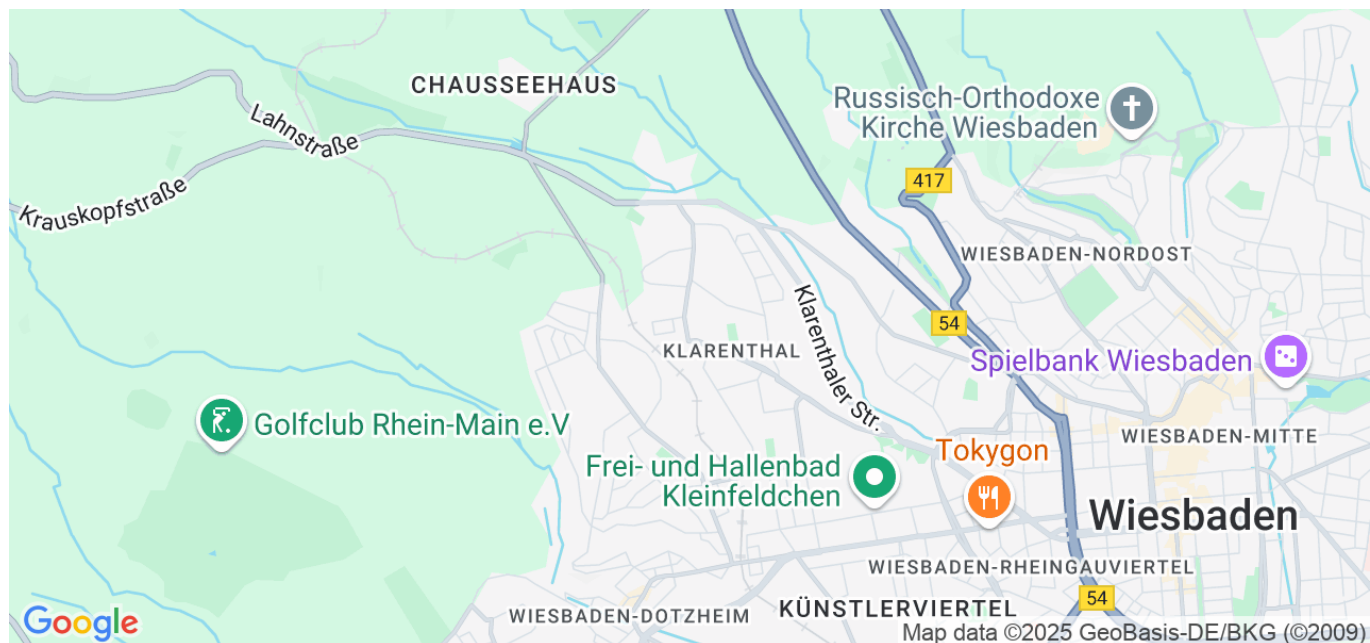 CHAUSSEEHAUS
Russisch-Orthodoxe
Kirche Wiesbaden
Lahnstraße
417
Krauskopfstraße
WIESBADEN-NORDOST
Klarenthaler Str.
54
KLARENTHAL
Spielbank Wiesbaden
Golfclub Rhein-Main e.V
WIESBADEN-MITTE
Tokygon
Frei- und Hallenbad
Kleinfeldchen
Wiesbaden
WIESBADEN-RHEINGAUVIERTEL
54
WIESBADEN-DOTZHEIM
KÜNSTLERVIERTEL
Google
Map data ©2025 GeoBasis-DE/BKG (©2009)